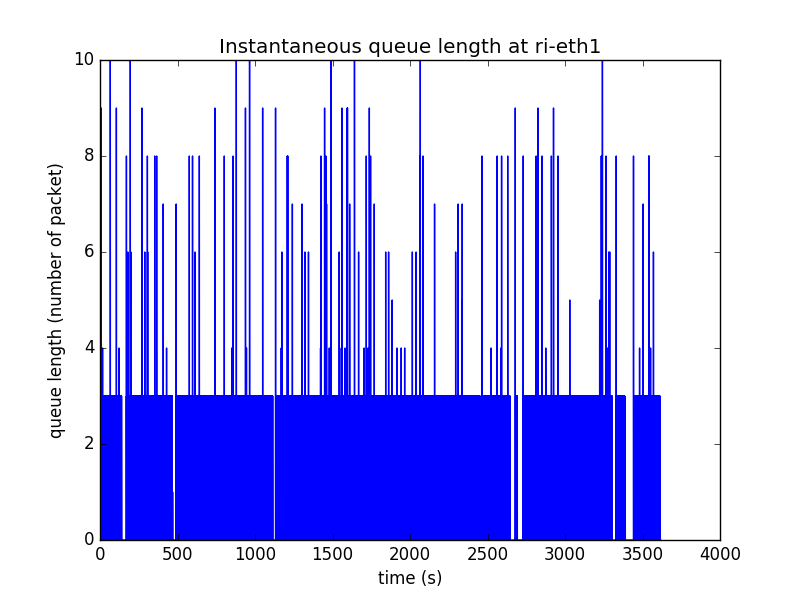 Instantaneous queue length at ri-eth1
10
8
6
4
2
0
queue length (number of packet)
0 500 1000 1500 2000 2500 3000 3500 4000
time (s)